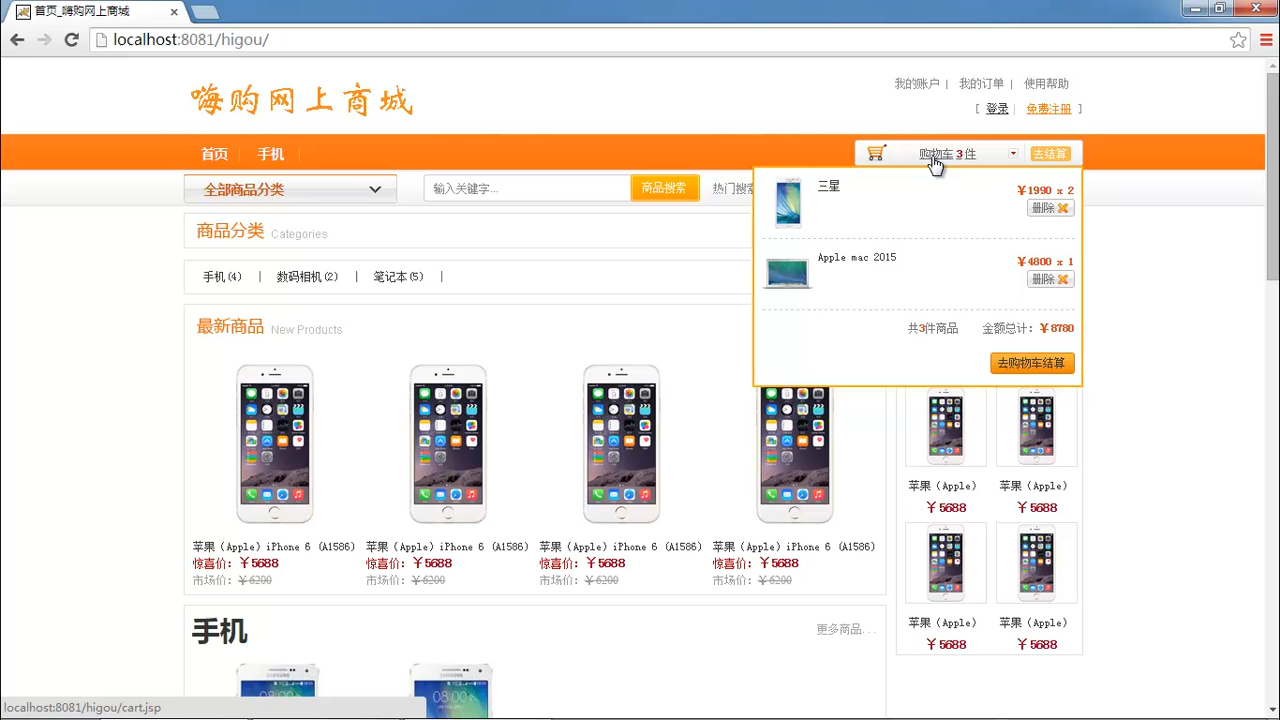 首页_嗨购网上商城
localhost:8081/higou/
嗨购网上商城
我的账户 | 我的订单 | 使用帮助
[ 登录 | 免费注册 ]
首页 手机
购物车 3 件 去结算
全部商品分类
输入关键字... 商品搜索 热门搜索
三星
¥1990 x 2
删除
商品分类 Categories
Apple mac 2015
¥4800 x 1
删除
手机(4) | 数码相机(2) | 笔记本(5) |
共3件商品 金额总计: ¥8780
去购物车结算
最新商品 New Products
苹果（Apple）iPhone 6 (A1586)
惊喜价: ¥5688
市场价: ¥6200
苹果（Apple）iPhone 6 (A1586)
惊喜价: ¥5688
市场价: ¥6200
苹果（Apple）iPhone 6 (A1586)
惊喜价: ¥5688
市场价: ¥6200
苹果（Apple）iPhone 6 (A1586)
惊喜价: ¥5688
市场价: ¥6200
苹果（Apple）
¥5688
苹果（Apple）
¥5688
苹果（Apple）
¥5688
苹果（Apple）
¥5688
手机
更多商品...
08:00
08:00
localhost:8081/higou/cart.jsp